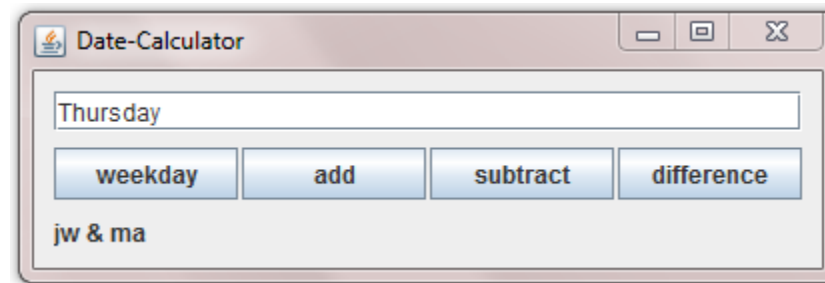 Date-Calculator
Thursday
weekday add subtract difference
jw & ma